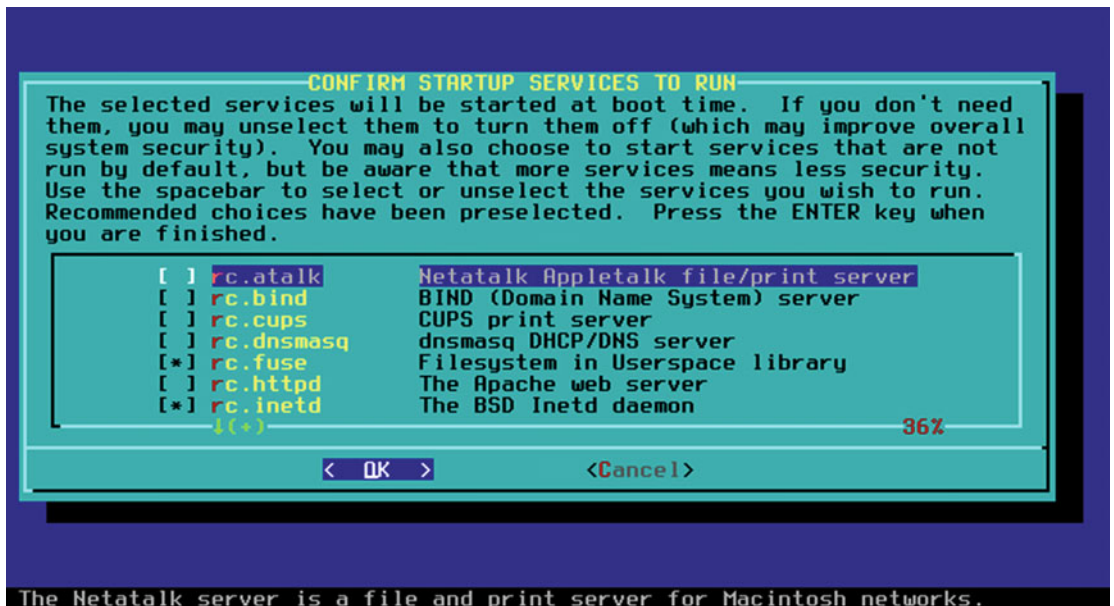 CONFIRM STARTUP SERVICES TO RUN
The selected services will be started at boot time.  If you don't need
them, you may unselect them to turn them off (which may improve overall
system security).  You may also choose to start services that are not
run by default, but be aware that more services means less security.
Use the spacebar to select or unselect the services you wish to run.
Recommended choices have been preselected.  Press the ENTER key when
you are finished.
[ ] rc.atalk Netatalk Appletalk file/print server
[ ] rc.bind BIND (Domain Name System) server
[ ] rc.cups CUPS print server
[ ] rc.dnsmasq dnsmasq DHCP/DNS server
[*] rc.fuse Filesystem in Userspace library
[ ] rc.httpd The Apache web server
[*] rc.inetd The BSD Inetd daemon
↓(+) 36%
< OK > <Cancel>
The Netatalk server is a file and print server for Macintosh networks.